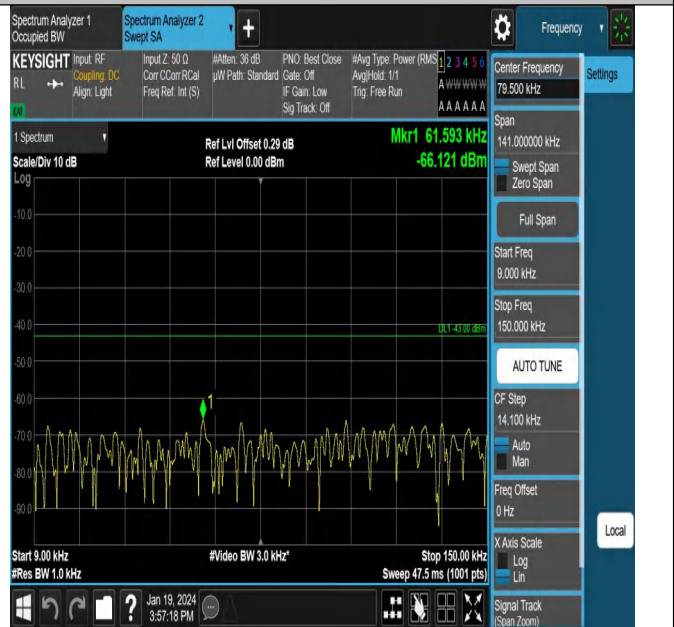 Spectrum Analyzer 1
Occupied BW
Spectrum Analyzer 2
Swept SA
Frequency
KEYSIGHT
RL
LXI
Input: RF
Coupling: DC
Align: Light
Input Z: 50 Ω
Corr CCorr RCal
Freq Ref: Int (S)
#Atten: 36 dB
µW Path: Standard
PNO: Best Close
Gate: Off
IF Gain: Low
Sig Track: Off
#Avg Type: Power (RMS
Avg|Hold: 1/1
Trig: Free Run
1 2 3 4 5 6
A W W W W W
A A A A A A
1 Spectrum
Scale/Div 10 dB
Ref Lvl Offset 0.29 dB
Ref Level 0.00 dBm
Mkr1 61.593 kHz
-66.121 dBm
Log
-10.0
-20.0
-30.0
-40.0
DL1 -43.00 dBm
-50.0
-60.0
1
-70.0
-80.0
-90.0
Start 9.00 kHz
#Res BW 1.0 kHz
#Video BW 3.0 kHz*
Stop 150.00 kHz
Sweep 47.5 ms (1001 pts)
Jan 19, 2024
3:57:18 PM
Center Frequency
79.500 kHz
Settings
Span
141.000000 kHz
Swept Span
Zero Span
Full Span
Start Freq
9.000 kHz
Stop Freq
150.000 kHz
AUTO TUNE
CF Step
14.100 kHz
Auto
Man
Freq Offset
0 Hz
Local
X Axis Scale
Log
Lin
Signal Track
(Span Zoom)